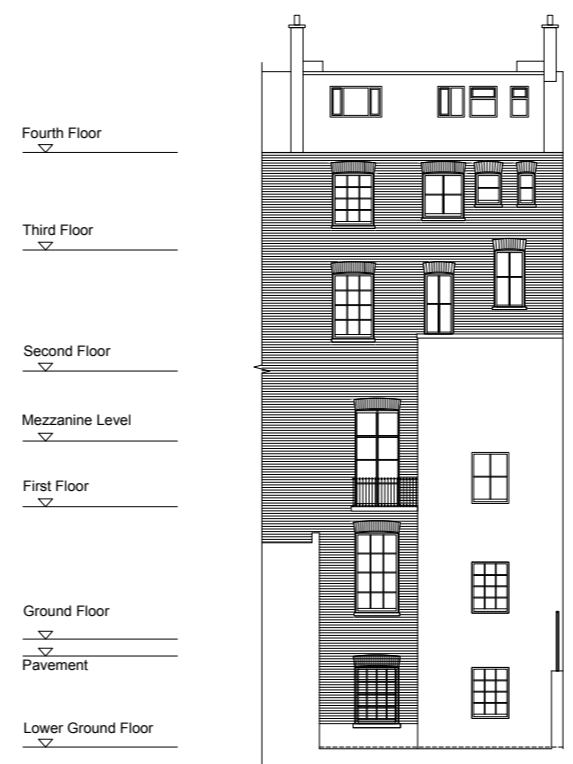 Fourth Floor
Third Floor
Second Floor
Mezzanine Level
First Floor
Ground Floor
Pavement
Lower Ground Floor